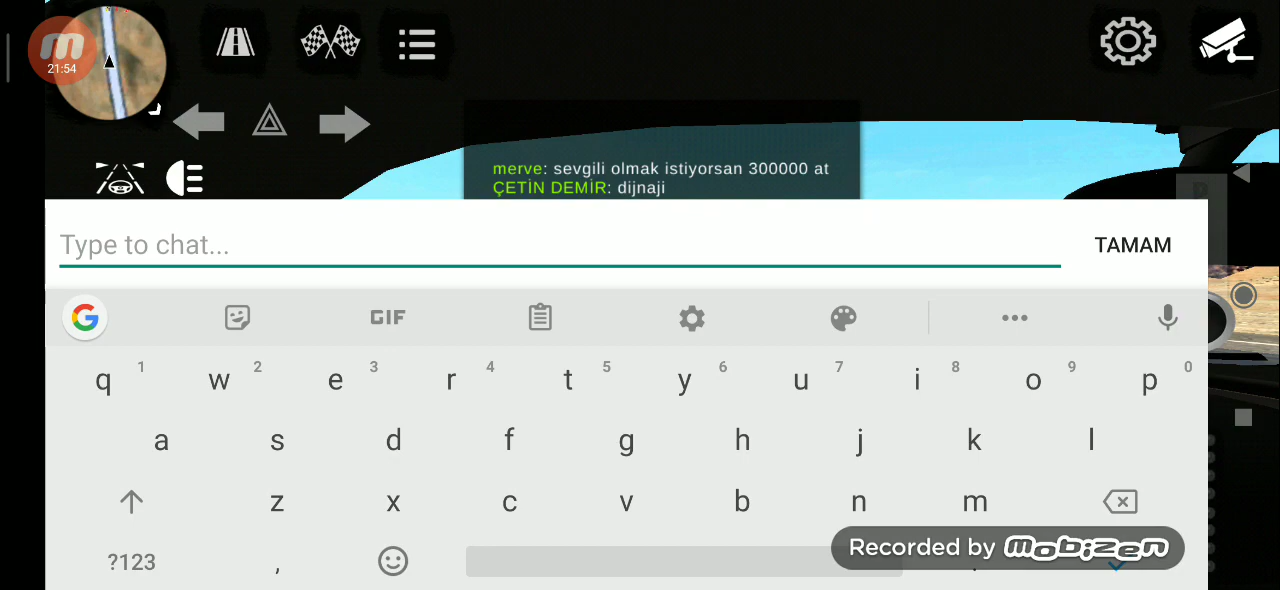 21:54
merve: sevgili olmak istiyorsan 300000 at
ÇETİN DEMİR: dijnaji
Type to chat...
TAMAM
G GIF
1 2 3 4 5 6 7 8 9 0
q w e r t y u i o p
a s d f g h j k l
z x c v b n m
?123 , .
Recorded by mobizen